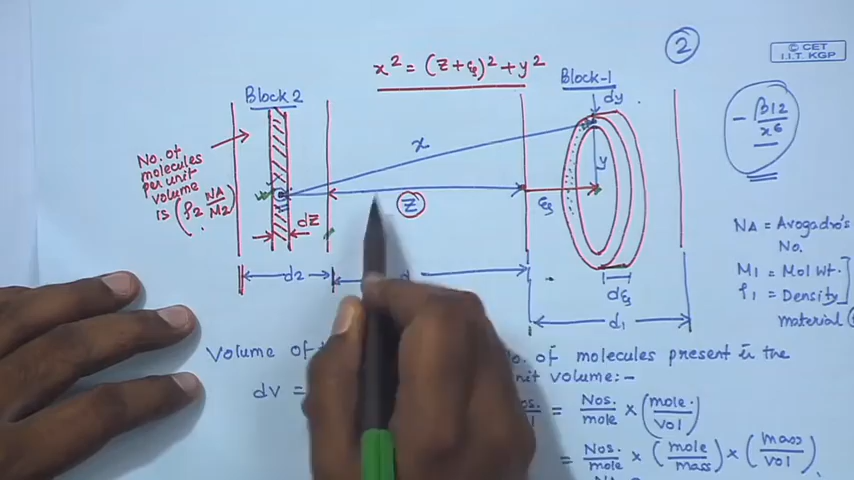 2
© CET
I.I.T. KGP
x² = (Z+ξ)² + y²
Block 2
Block-1
dy
No. of
molecules
per unit
volume
is (ρ2 NA/M2)
x
y
- β12/x⁶
Z
ξ
dZ
NA = Avogadro's
No.
M1 = Mol wt.
ρ1 = Density
material
d2
d
dξ
d1
Volume of
No. of molecules present in the
unit volume:-
dV =
= Nos./mole × (mole/vol)
= Nos./mole × (mole/mass) × (mass/vol)